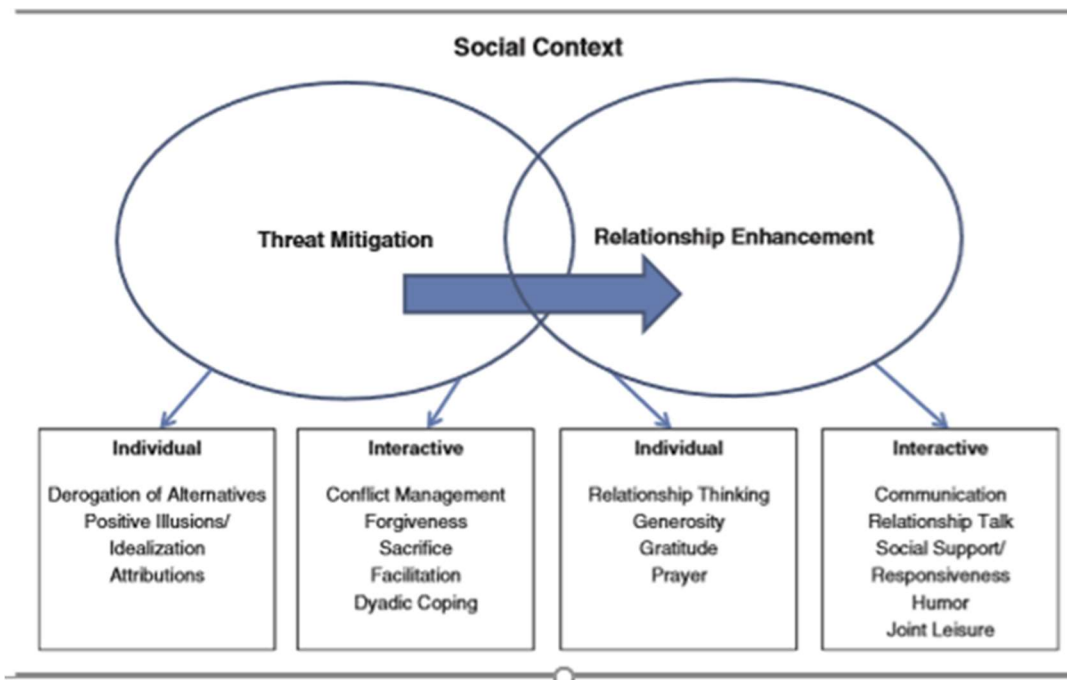 Social Context
Threat Mitigation
Relationship Enhancement
Individual
Derogation of Alternatives
Positive Illusions/
Idealization
Attributions
Interactive
Conflict Management
Forgiveness
Sacrifice
Facilitation
Dyadic Coping
Individual
Relationship Thinking
Generosity
Gratitude
Prayer
Interactive
Communication
Relationship Talk
Social Support/
Responsiveness
Humor
Joint Leisure